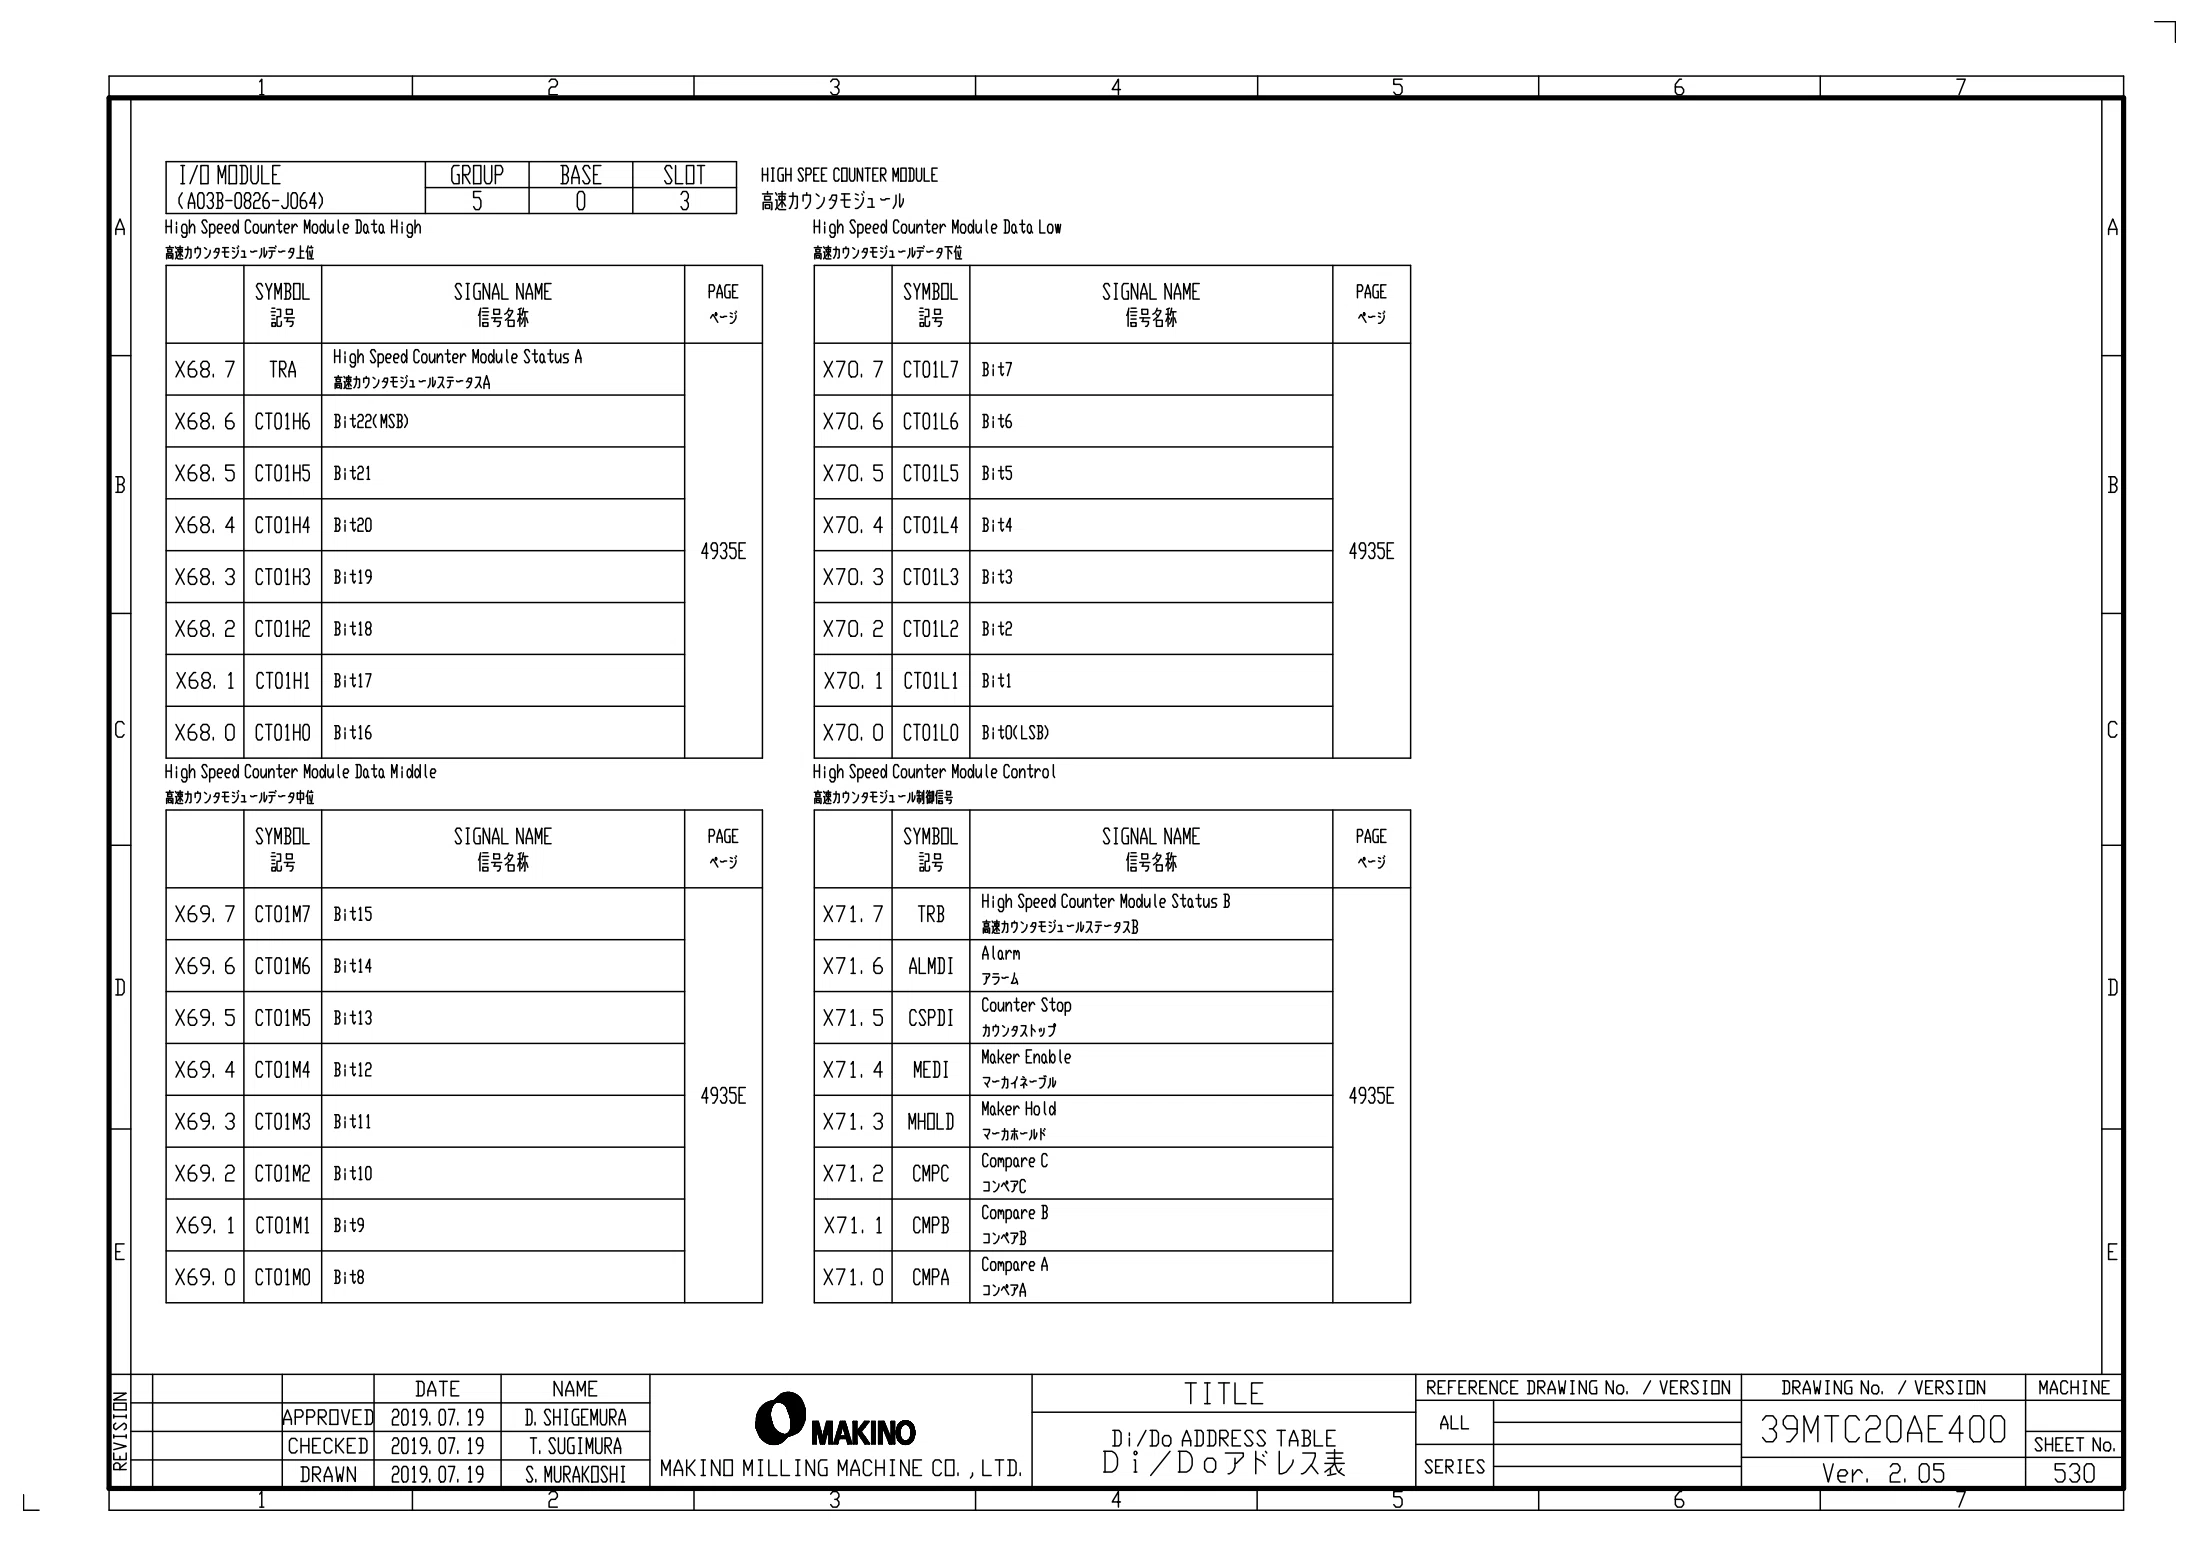 1 2 3 4 5 6 7
I/O MODULE GROUP BASE SLOT HIGH SPEE COUNTER MODULE
(A03B-0826-J064) 5 0 3 高速カウンタモジュール
High Speed Counter Module Data High
高速カウンタモジュールデータ上位
SYMBOL SIGNAL NAME PAGE
記号 信号名称 ページ
X68. 7 TRA High Speed Counter Module Status A
高速カウンタモジュールステータスA
X68. 6 CT01H6 Bit22(MSB)
X68. 5 CT01H5 Bit21
X68. 4 CT01H4 Bit20
4935E
X68. 3 CT01H3 Bit19
X68. 2 CT01H2 Bit18
X68. 1 CT01H1 Bit17
X68. 0 CT01H0 Bit16
High Speed Counter Module Data Middle
高速カウンタモジュールデータ中位
SYMBOL SIGNAL NAME PAGE
記号 信号名称 ページ
X69. 7 CT01M7 Bit15
X69. 6 CT01M6 Bit14
X69. 5 CT01M5 Bit13
X69. 4 CT01M4 Bit12
4935E
X69. 3 CT01M3 Bit11
X69. 2 CT01M2 Bit10
X69. 1 CT01M1 Bit9
X69. 0 CT01M0 Bit8
High Speed Counter Module Data Low
高速カウンタモジュールデータ下位
SYMBOL SIGNAL NAME PAGE
記号 信号名称 ページ
X70. 7 CT01L7 Bit7
X70. 6 CT01L6 Bit6
X70. 5 CT01L5 Bit5
X70. 4 CT01L4 Bit4
4935E
X70. 3 CT01L3 Bit3
X70. 2 CT01L2 Bit2
X70. 1 CT01L1 Bit1
X70. 0 CT01L0 Bit0(LSB)
High Speed Counter Module Control
高速カウンタモジュール制御信号
SYMBOL SIGNAL NAME PAGE
記号 信号名称 ページ
X71. 7 TRB High Speed Counter Module Status B
高速カウンタモジュールステータスB
X71. 6 ALMDI Alarm
アラーム
X71. 5 CSPDI Counter Stop
カウンタストップ
X71. 4 MEDI Maker Enable
マーカイネーブル
4935E
X71. 3 MHOLD Maker Hold
マーカホールド
X71. 2 CMPC Compare C
コンペアC
X71. 1 CMPB Compare B
コンペアB
X71. 0 CMPA Compare A
コンペアA
A A
B B
C C
D D
E E
REVISION
DATE NAME
APPROVED 2019. 07. 19 D. SHIGEMURA
CHECKED 2019. 07. 19 T. SUGIMURA
DRAWN 2019. 07. 19 S. MURAKOSHI
MAKINO
MAKINO MILLING MACHINE CO. , LTD.
TITLE
Di/Do ADDRESS TABLE
Di/Doアドレス表
REFERENCE DRAWING No. / VERSION
ALL
SERIES
DRAWING No. / VERSION
39MTC20AE400
Ver. 2. 05
MACHINE
SHEET No.
530
1 2 3 4 5 6 7